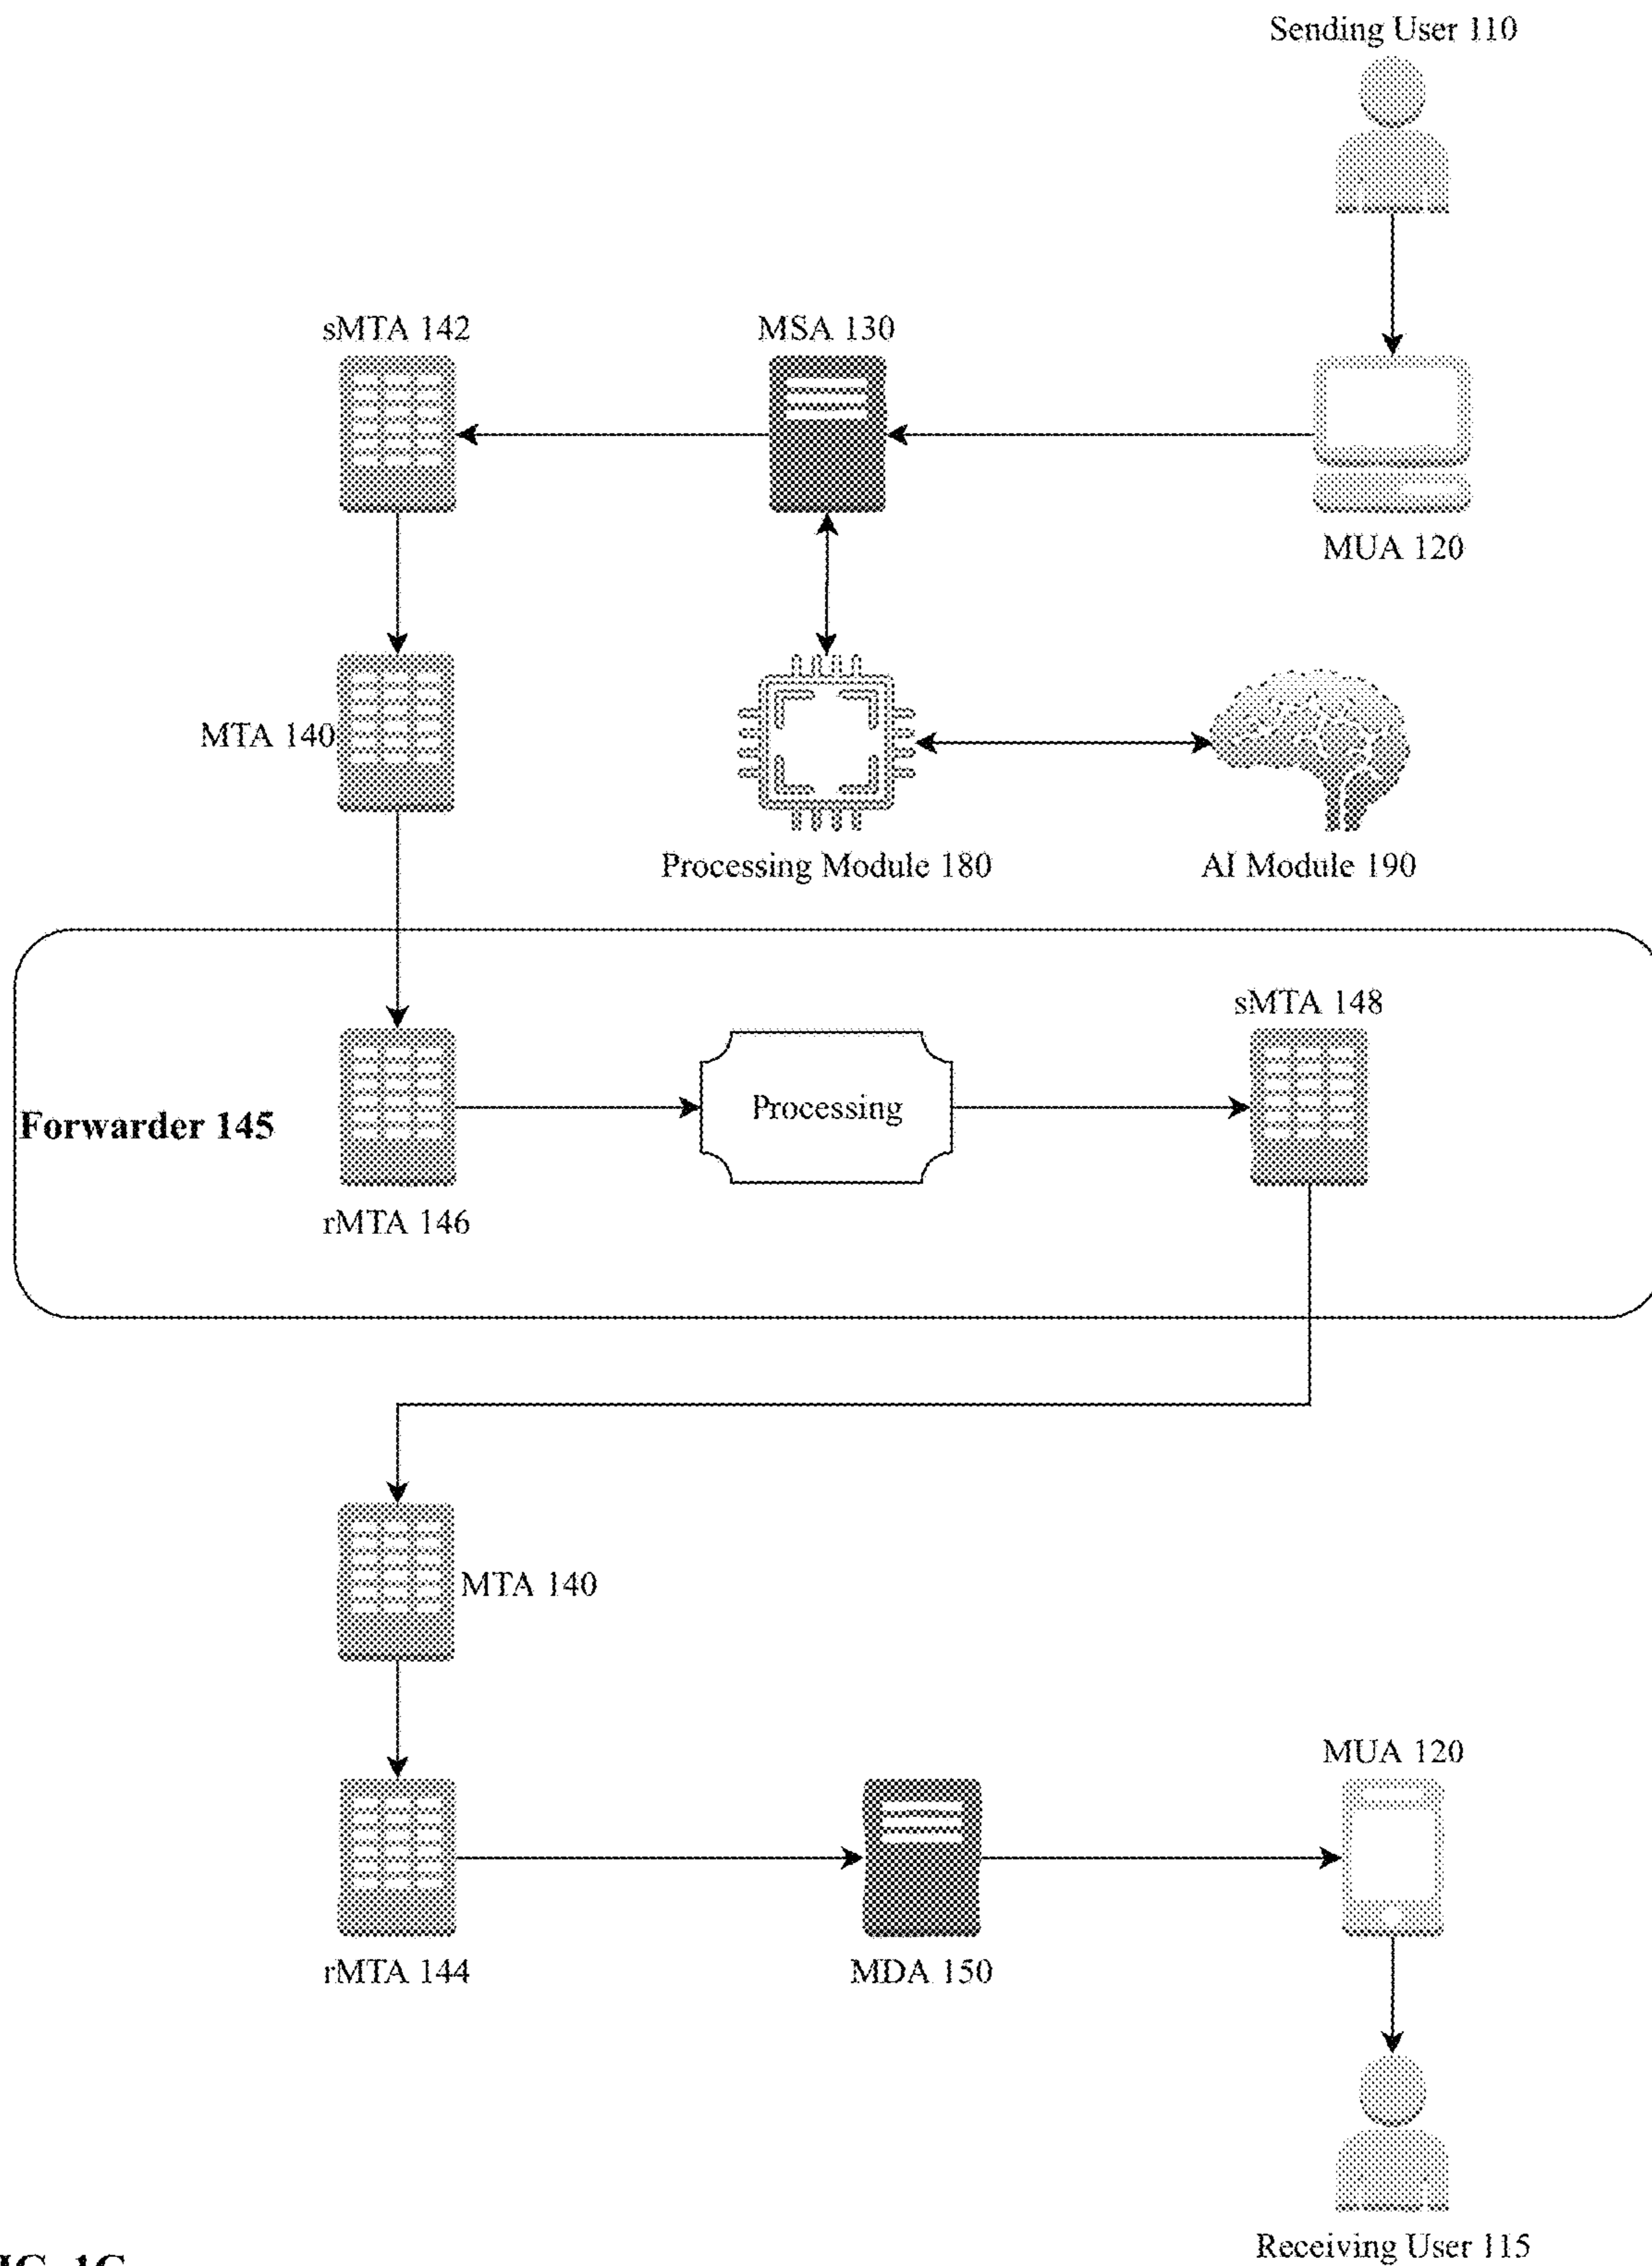 Sending User 110
sMTA 142
MSA 130
MUA 120
MTA 140
Processing Module 180
AI Module 190
sMTA 148
Processing
Forwarder 145
rMTA 146
MTA 140
MUA 120
rMTA 144
MDA 150
Receiving User 115